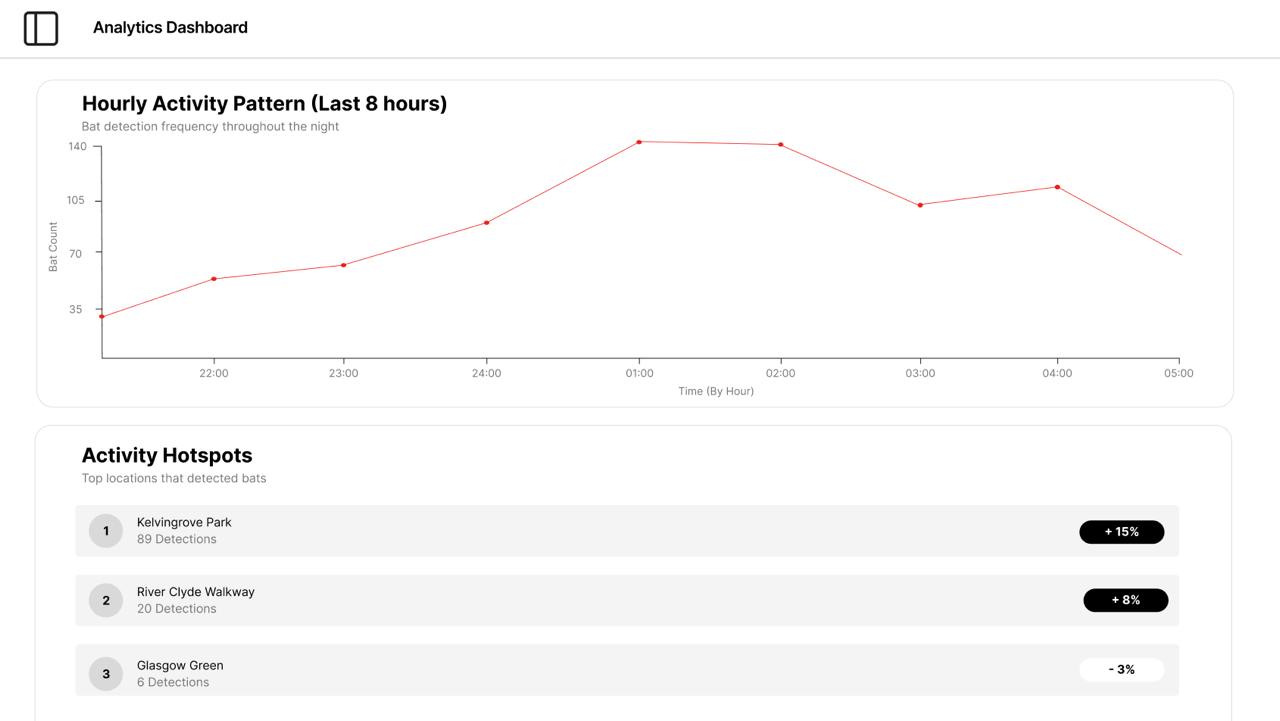 Analytics Dashboard
Hourly Activity Pattern (Last 8 hours)
Bat detection frequency throughout the night
140
105
70
35
Bat Count
22:00 23:00 24:00 01:00 02:00 03:00 04:00 05:00
Time (By Hour)
Activity Hotspots
Top locations that detected bats
1
Kelvingrove Park
89 Detections
+ 15%
2
River Clyde Walkway
20 Detections
+ 8%
3
Glasgow Green
6 Detections
- 3%